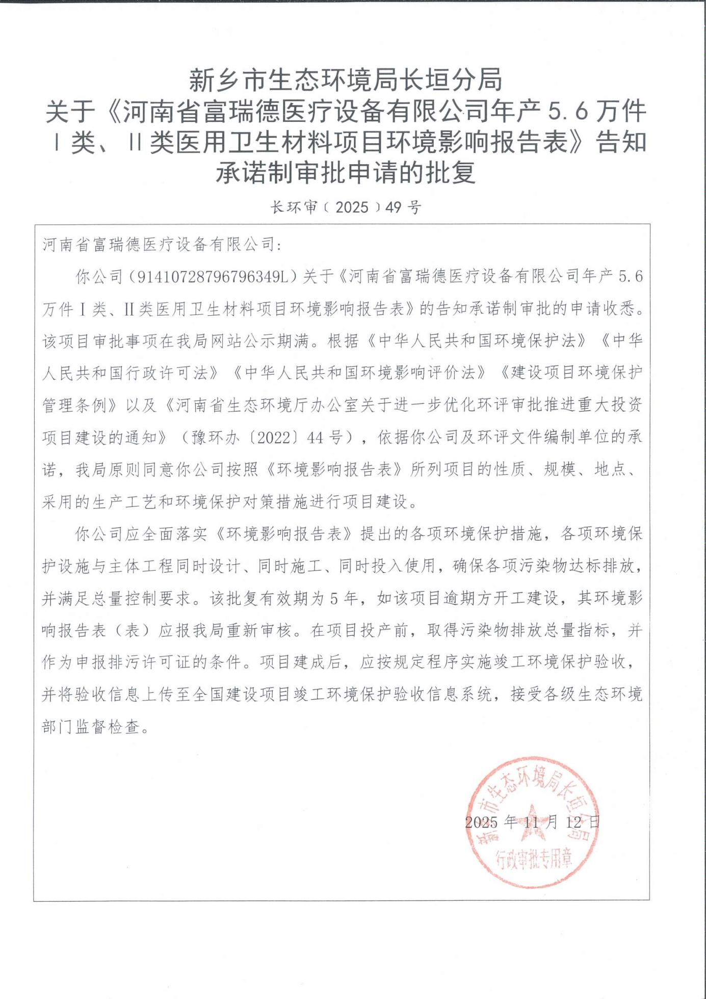 新乡市生态环境局长垣分局
关于《河南省富瑞德医疗设备有限公司年产 5.6 万件
Ⅰ类、Ⅱ类医用卫生材料项目环境影响报告表》告知
承诺制审批申请的批复
长环审﹝2025﹞49 号
河南省富瑞德医疗设备有限公司:
你公司（91410728796796349L）关于《河南省富瑞德医疗设备有限公司年产 5.6
万件Ⅰ类、Ⅱ类医用卫生材料项目环境影响报告表》的告知承诺制审批的申请收悉。
该项目审批事项在我局网站公示期满。根据《中华人民共和国环境保护法》《中华
人民共和国行政许可法》《中华人民共和国环境影响评价法》《建设项目环境保护
管理条例》以及《河南省生态环境厅办公室关于进一步优化环评审批推进重大投资
项目建设的通知》（豫环办〔2022〕44 号），依据你公司及环评文件编制单位的承
诺，我局原则同意你公司按照《环境影响报告表》所列项目的性质、规模、地点、
采用的生产工艺和环境保护对策措施进行项目建设。
你公司应全面落实《环境影响报告表》提出的各项环境保护措施，各项环境保
护设施与主体工程同时设计、同时施工、同时投入使用，确保各项污染物达标排放，
并满足总量控制要求。该批复有效期为 5 年，如该项目逾期方开工建设，其环境影
响报告表（表）应报我局重新审核。在项目投产前，取得污染物排放总量指标，并
作为申报排污许可证的条件。项目建成后，应按规定程序实施竣工环境保护验收，
并将验收信息上传至全国建设项目竣工环境保护验收信息系统，接受各级生态环境
部门监督检查。
新乡市生态环境局长垣分局
2025 年 11 月 12 日
行政审批专用章